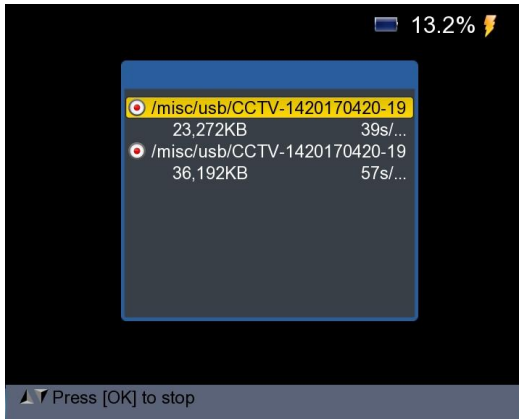 13.2%
/misc/usb/CCTV-1420170420-19
23,272KB 39s/...
/misc/usb/CCTV-1420170420-19
36,192KB 57s/...
Press [OK] to stop